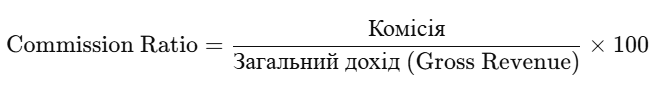 Commission Ratio = Комісія / Загальний дохід (Gross Revenue) × 100